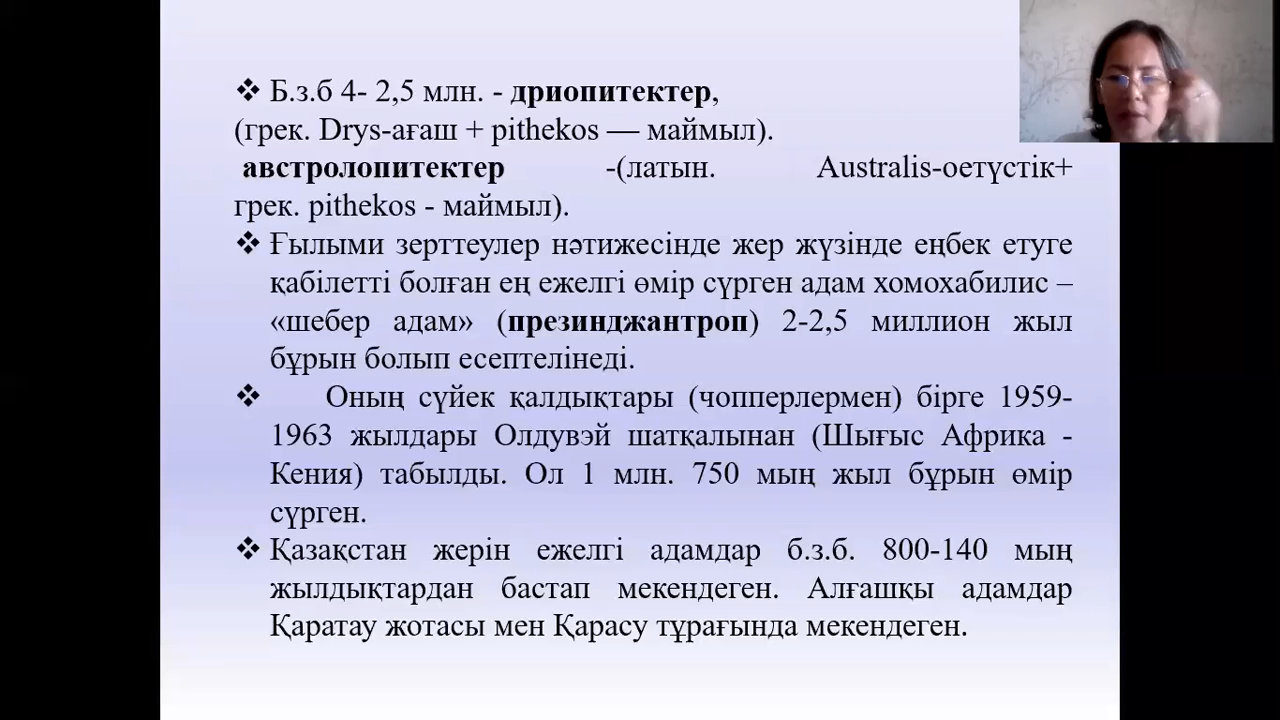 ❖ Б.з.б 4- 2,5 млн. - дриопитектер,
(грек. Drys-ағаш + pithekos — маймыл).
австролопитектер -(латын. Australis-оетүстік+
грек. pithekos - маймыл).
❖ Ғылыми зерттеулер нәтижесінде жер жүзінде еңбек етуге
қабілетті болған ең ежелгі өмір сүрген адам хомохабилис –
«шебер адам» (презинджантроп) 2-2,5 миллион жыл
бұрын болып есептелінеді.
❖ Оның сүйек қалдықтары (чопперлермен) бірге 1959-
1963 жылдары Олдувэй шатқалынан (Шығыс Африка -
Кения) табылды. Ол 1 млн. 750 мың жыл бұрын өмір
сүрген.
❖ Қазақстан жерін ежелгі адамдар б.з.б. 800-140 мың
жылдықтардан бастап мекендеген. Алғашқы адамдар
Қаратау жотасы мен Қарасу тұрағында мекендеген.